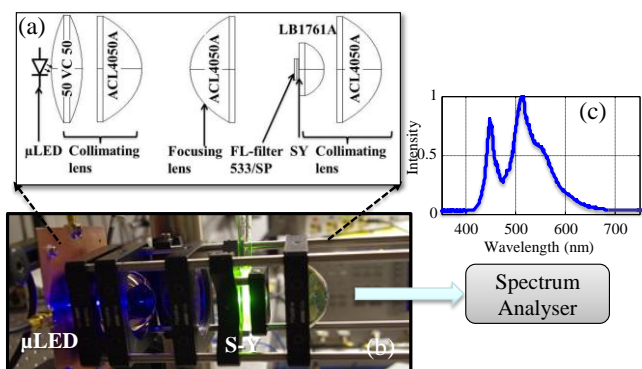 (a)
LB1761A
50 VC 50
ACL4050A
ACL4050A
ACL4050A
µLED
Collimating
lens
Focusing
lens
FL-filter
533/SP
SY
Collimating
lens
(c)
1
0.5
0
400
500
600
700
Intensity
Wavelength (nm)
µLED
S-Y
(b)
Spectrum
Analyser